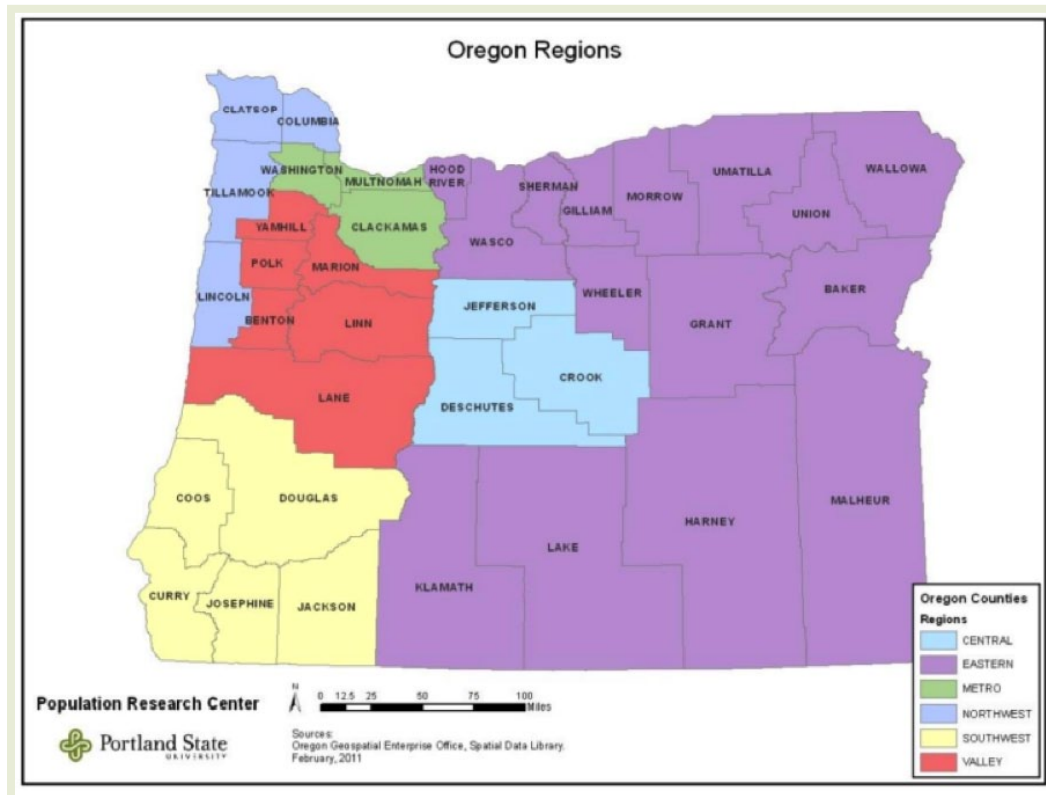 Oregon Regions
CLATSOP
COLUMBIA
WASHINGTON
TILLAMOOK
MULTNOMAH
HOOD
RIVER
SHERMAN
GILLIAM
MORROW
UMATILLA
WALLOWA
UNION
YAMHILL
CLACKAMAS
WASCO
POLK
MARION
LINCOLN
BENTON
LINN
JEFFERSON
WHEELER
GRANT
BAKER
LANE
DESCHUTES
CROOK
COOS
DOUGLAS
MALHEUR
HARNEY
LAKE
KLAMATH
CURRY
JOSEPHINE
JACKSON
Oregon Counties
Regions
CENTRAL
EASTERN
METRO
NORTHWEST
SOUTHWEST
VALLEY
Population Research Center
N
0 12.5 25 50 75 100
Miles
Portland State
UNIVERSITY
Sources:
Oregon Geospatial Enterprise Office, Spatial Data Library.
February, 2011